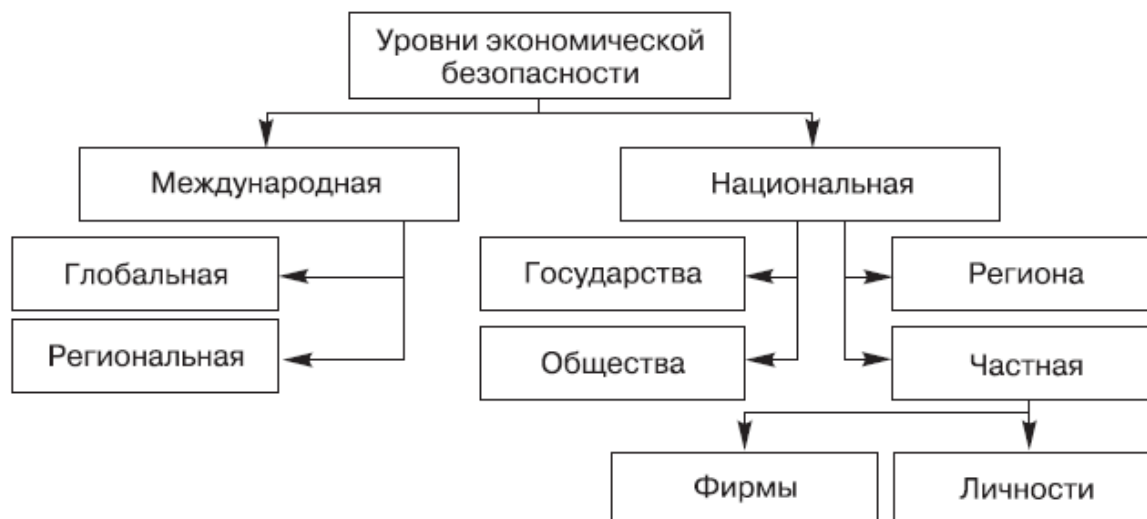 Уровни экономической
безопасности
Международная
Национальная
Глобальная
Государства
Региона
Региональная
Общества
Частная
Фирмы
Личности